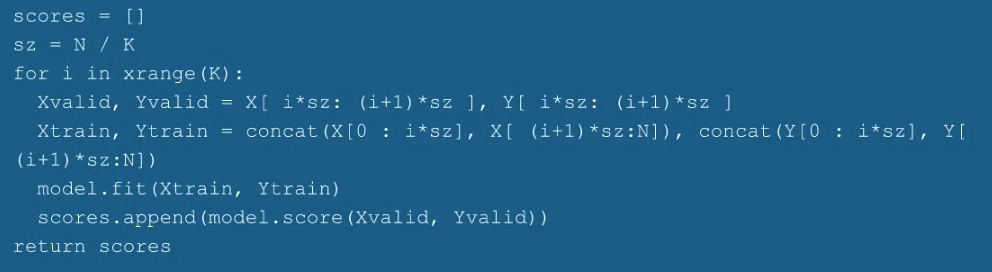 scores = []
sz = N / K
for i in xrange(K):
  Xvalid, Yvalid = X[ i*sz: (i+1)*sz ], Y[ i*sz: (i+1)*sz ]
  Xtrain, Ytrain = concat(X[0 : i*sz], X[ (i+1)*sz:N]), concat(Y[0 : i*sz], Y[
(i+1)*sz:N])
  model.fit(Xtrain, Ytrain)
  scores.append(model.score(Xvalid, Yvalid))
return scores